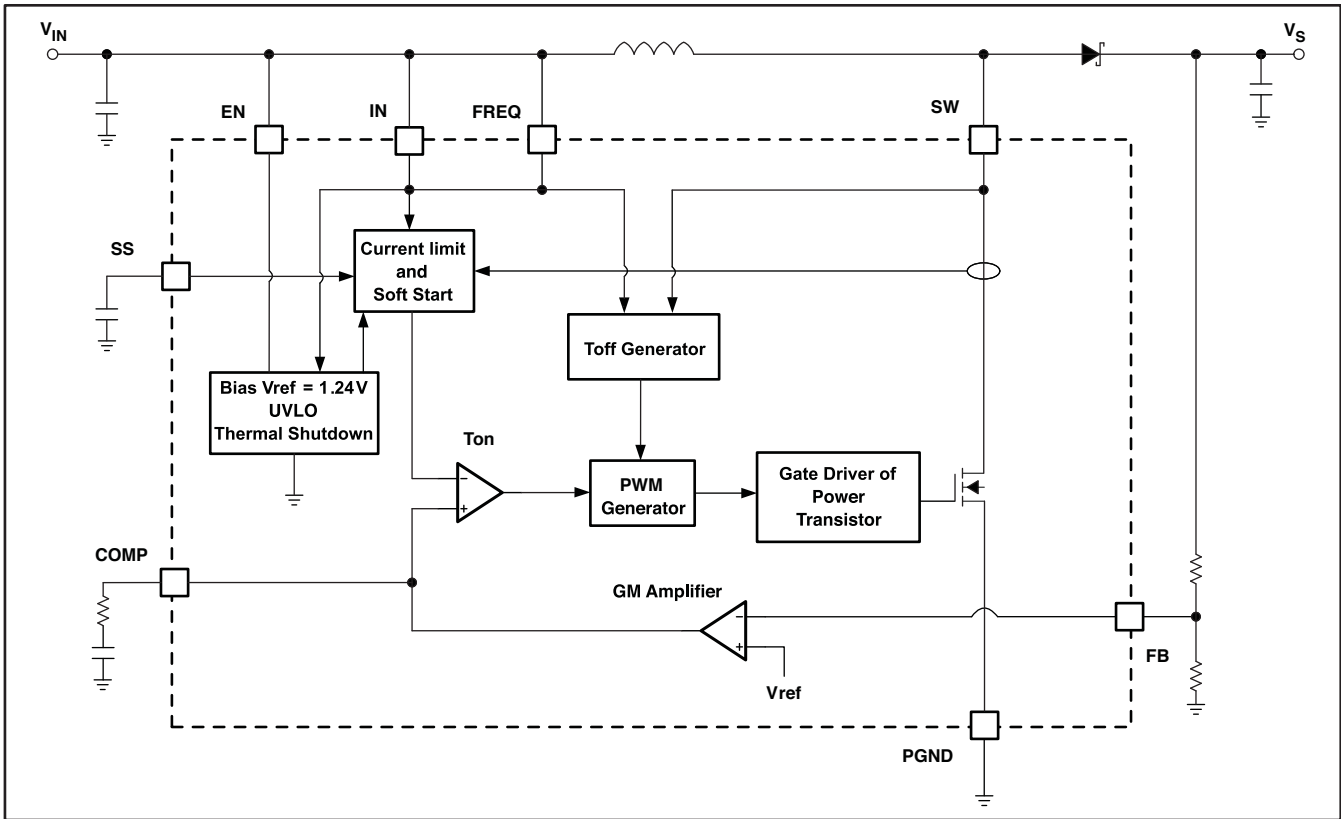 VIN
VS
EN
IN
FREQ
SW
SS
Current limit
and
Soft Start
Toff Generator
Bias Vref = 1.24V
UVLO
Thermal Shutdown
Ton
−
+
PWM
Generator
Gate Driver of
Power
Transistor
COMP
GM Amplifier
−
+
Vref
FB
PGND